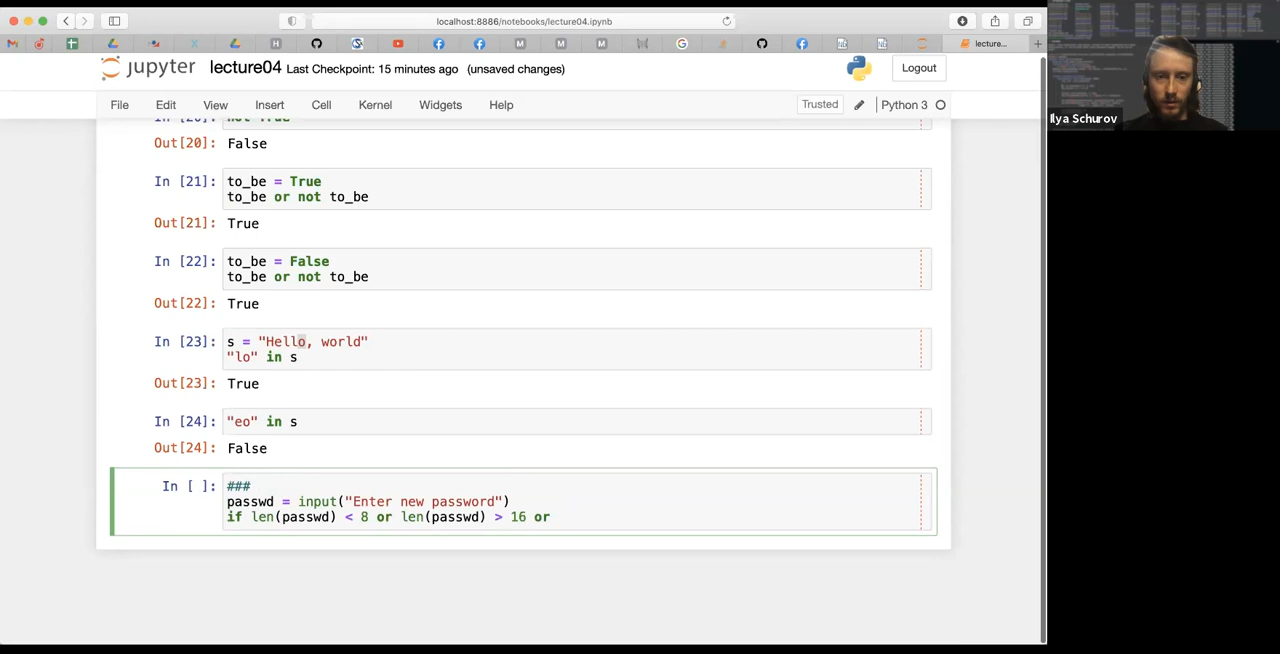 localhost:8886/notebooks/lecture04.ipynb
lecture...
jupyter lecture04 Last Checkpoint: 15 minutes ago (unsaved changes)
Logout
File Edit View Insert Cell Kernel Widgets Help
Trusted
Python 3
In [20]: not True
Out[20]: False
In [21]: to_be = True
to_be or not to_be
Out[21]: True
In [22]: to_be = False
to_be or not to_be
Out[22]: True
In [23]: s = "Hello, world"
"lo" in s
Out[23]: True
In [24]: "eo" in s
Out[24]: False
In [ ]: ###
passwd = input("Enter new password")
if len(passwd) < 8 or len(passwd) > 16 or
Ilya Schurov